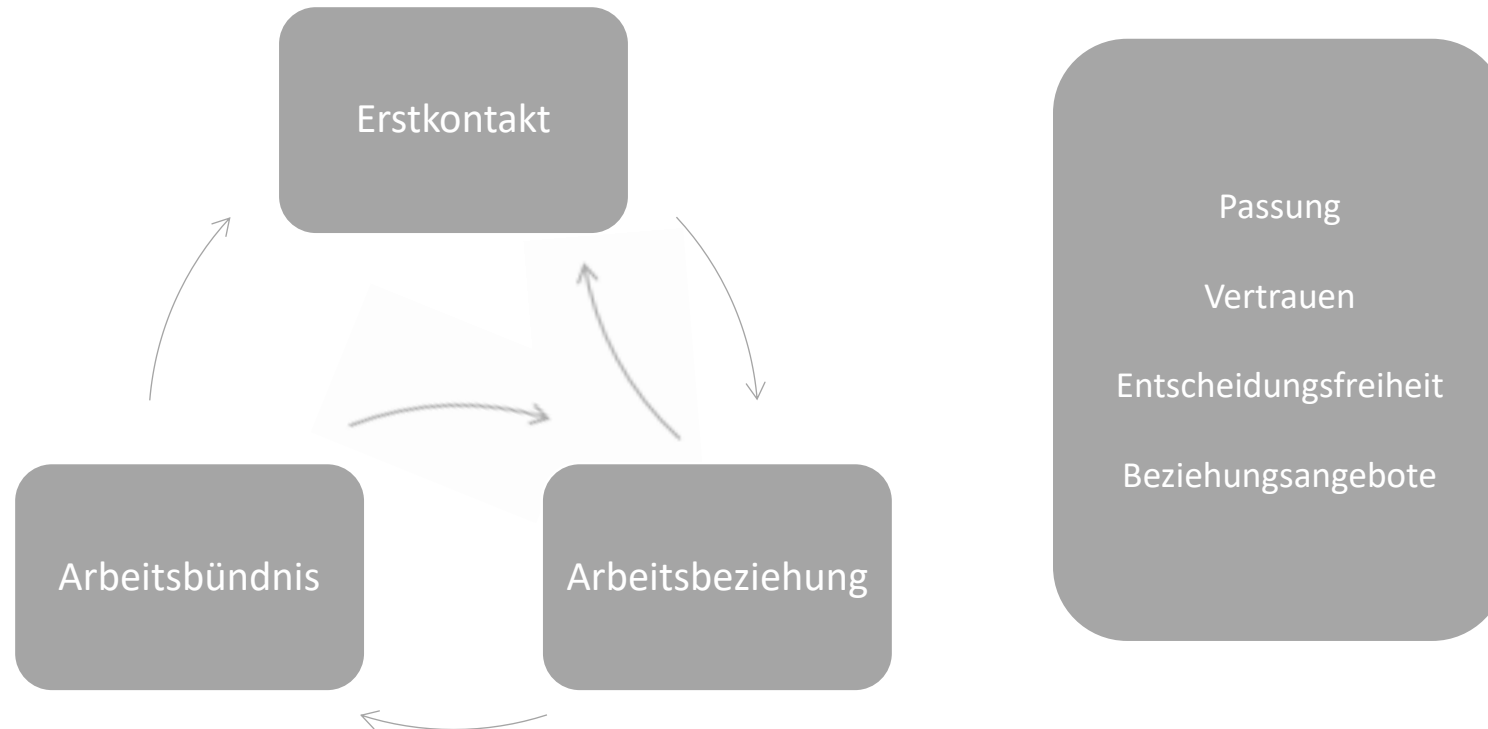 Erstkontakt
Arbeitsbündnis
Arbeitsbeziehung
Passung
Vertrauen
Entscheidungsfreiheit
Beziehungsangebote